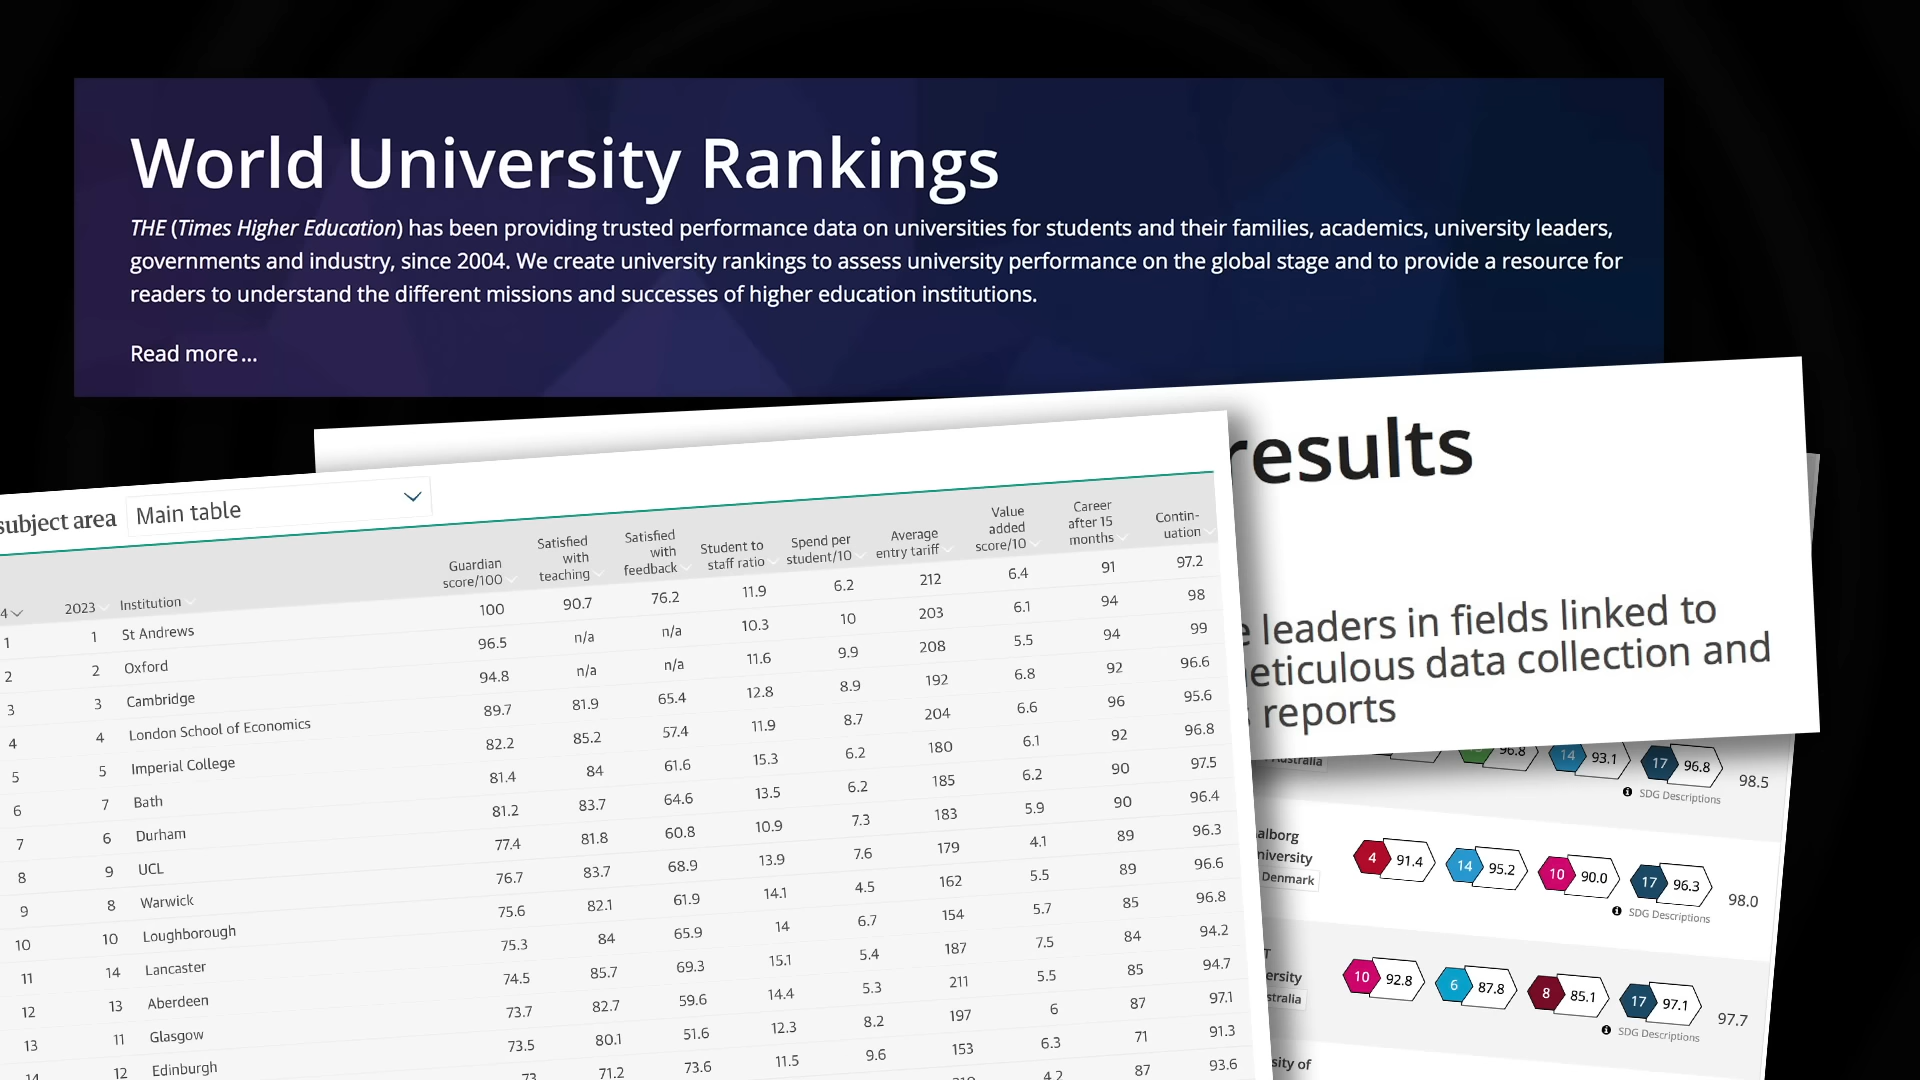 World University Rankings
THE (Times Higher Education) has been providing trusted performance data on universities for students and their families, academics, university leaders,
governments and industry, since 2004. We create university rankings to assess university performance on the global stage and to provide a resource for
readers to understand the different missions and successes of higher education institutions.
Read more...
results
leaders in fields linked to
eticulous data collection and
reports
subject area Main table
4 2023 Institution
Guardian
score/100
Satisfied
with
teaching
Satisfied
with
feedback
Student to
staff ratio
Spend per
student/10
Average
entry tariff
Value
added
score/10
Career
after 15
months
Contin-
uation
1 1 St Andrews 100 90.7 76.2 11.9 6.2 212 6.4 91 97.2
2 2 Oxford 96.5 n/a n/a 10.3 10 203 6.1 94 98
3 3 Cambridge 94.8 n/a n/a 11.6 9.9 208 5.5 94 99
4 4 London School of Economics 89.7 81.9 65.4 12.8 8.9 192 6.8 92 96.6
5 5 Imperial College 82.2 85.2 57.4 11.9 8.7 204 6.6 96 95.6
6 7 Bath 81.4 84 61.6 15.3 6.2 180 6.1 92 96.8
7 6 Durham 81.2 83.7 64.6 13.5 6.2 185 6.2 90 97.5
8 9 UCL 77.4 81.8 60.8 10.9 7.3 183 5.9 90 96.4
9 8 Warwick 76.7 83.7 68.9 13.9 7.6 179 4.1 89 96.3
10 10 Loughborough 75.6 82.1 61.9 14.1 4.5 162 5.5 89 96.6
11 14 Lancaster 75.3 84 65.9 14 6.7 154 5.7 85 96.8
12 13 Aberdeen 74.5 85.7 69.3 15.1 5.4 187 7.5 84 94.2
13 11 Glasgow 73.7 82.7 59.6 14.4 5.3 211 5.5 85 94.7
14 12 Edinburgh 73.5 80.1 51.6 12.3 8.2 197 6 87 97.1
73 71.2 73.6 11.5 9.6 153 6.3 71 91.3
4.2 87 93.6
Australia 96.8 14 93.1 17 96.8 98.5
SDG Descriptions
alborg
niversity
Denmark
4 91.4 14 95.2 10 90.0 17 96.3 98.0
SDG Descriptions
T
ersity
stralia
10 92.8 6 87.8 8 85.1 17 97.1 97.7
SDG Descriptions
sity of